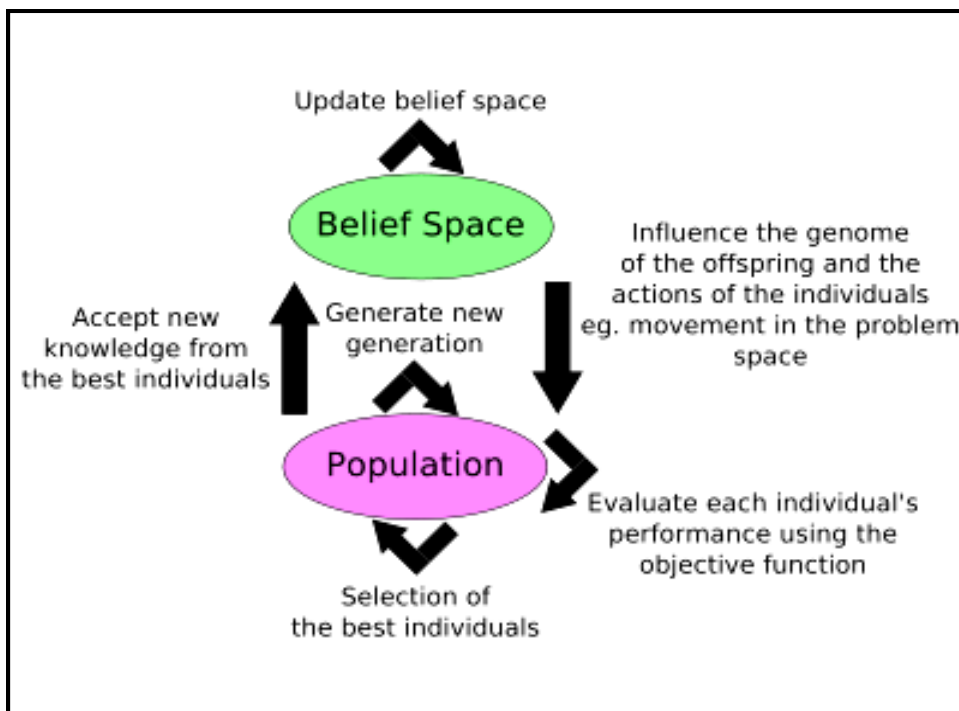 Update belief space
Belief Space
Influence the genome
of the offspring and the
actions of the individuals
eg. movement in the problem
space
Accept new
knowledge from
the best individuals
Generate new
generation
Population
Evaluate each individual's
performance using the
objective function
Selection of
the best individuals